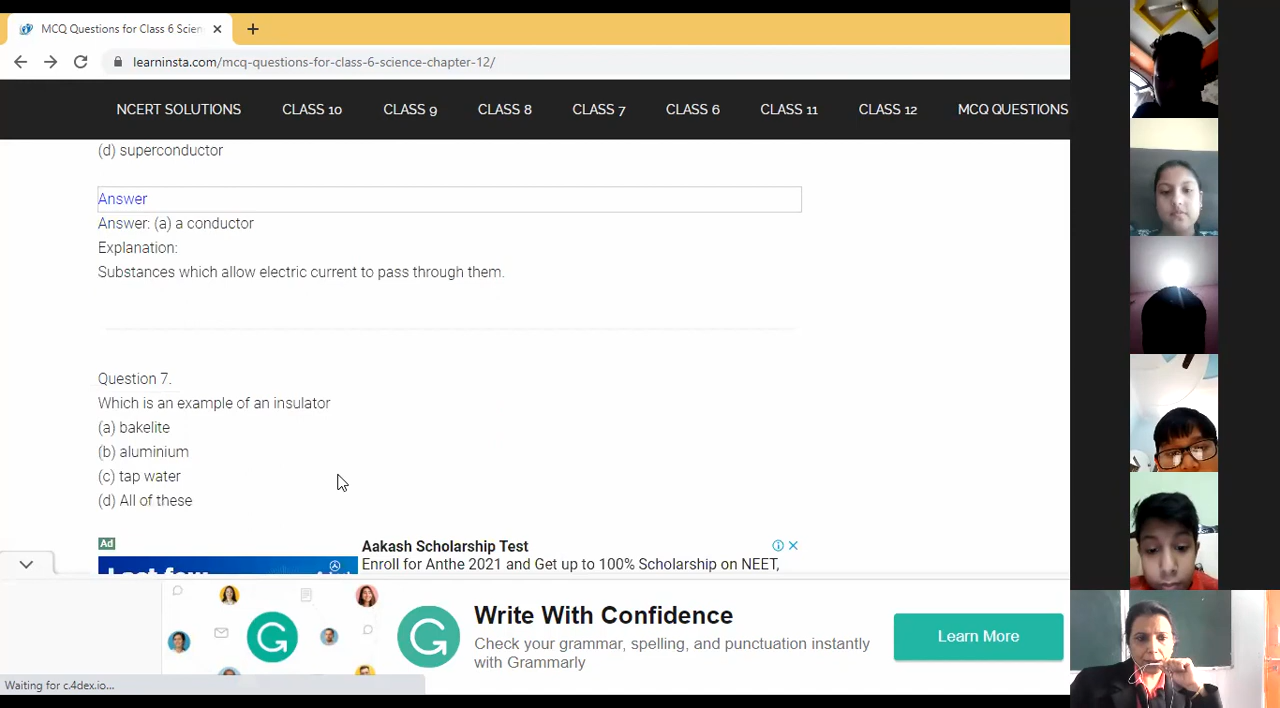 MCQ Questions for Class 6 Scien
learninsta.com/mcq-questions-for-class-6-science-chapter-12/
NCERT SOLUTIONS CLASS 10 CLASS 9 CLASS 8 CLASS 7 CLASS 6 CLASS 11 CLASS 12 MCQ QUESTIONS
(d) superconductor
Answer
Answer: (a) a conductor
Explanation:
Substances which allow electric current to pass through them.
Question 7.
Which is an example of an insulator
(a) bakelite
(b) aluminium
(c) tap water
(d) All of these
Ad
Aakash Scholarship Test
Enroll for Anthe 2021 and Get up to 100% Scholarship on NEET,
Last few
Write With Confidence
Check your grammar, spelling, and punctuation instantly
with Grammarly
Learn More
Waiting for c.4dex.io...